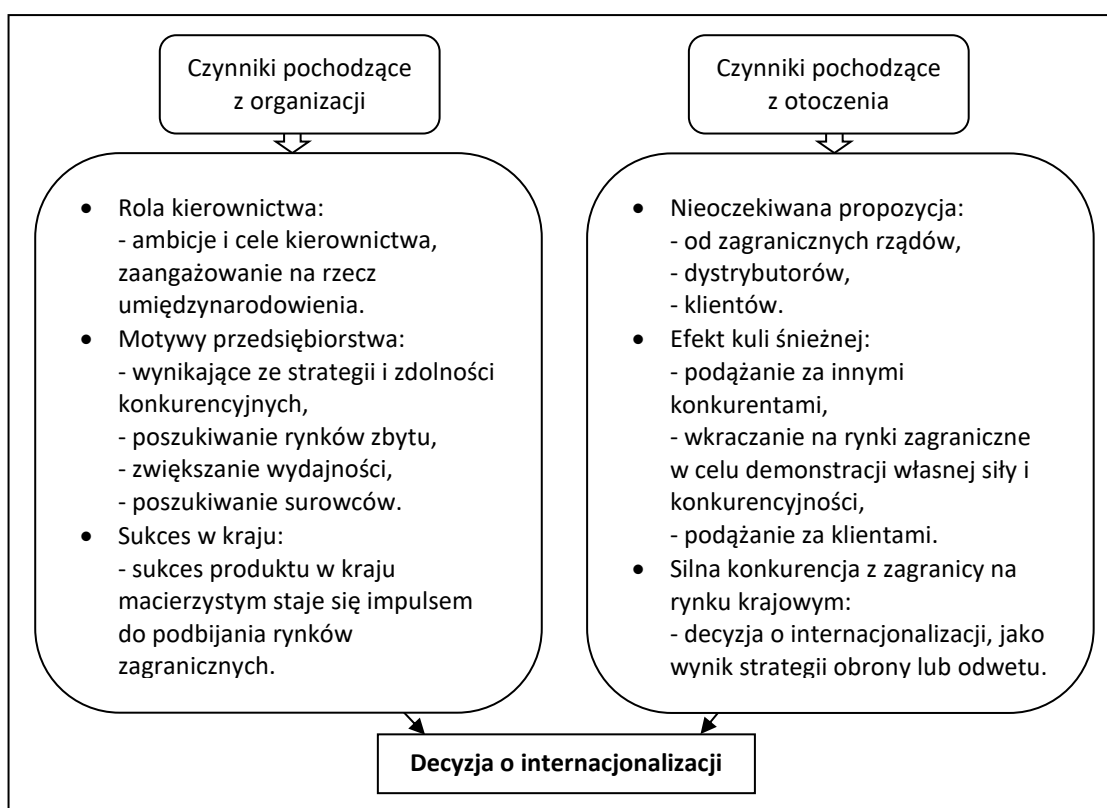 Czynniki pochodzące
z organizacji
• Rola kierownictwa:
- ambicje i cele kierownictwa,
zaangażowanie na rzecz
umiędzynarodowienia.
• Motywy przedsiębiorstwa:
- wynikające ze strategii i zdolności
konkurencyjnych,
- poszukiwanie rynków zbytu,
- zwiększanie wydajności,
- poszukiwanie surowców.
• Sukces w kraju:
- sukces produktu w kraju
macierzystym staje się impulsem
do podbijania rynków
zagranicznych.
Czynniki pochodzące
z otoczenia
• Nieoczekiwana propozycja:
- od zagranicznych rządów,
- dystrybutorów,
- klientów.
• Efekt kuli śnieżnej:
- podążanie za innymi
konkurentami,
- wkraczanie na rynki zagraniczne
w celu demonstracji własnej siły i
konkurencyjności,
- podążanie za klientami.
• Silna konkurencja z zagranicy na
rynku krajowym:
- decyzja o internacjonalizacji, jako
wynik strategii obrony lub odwetu.
Decyzja o internacjonalizacji